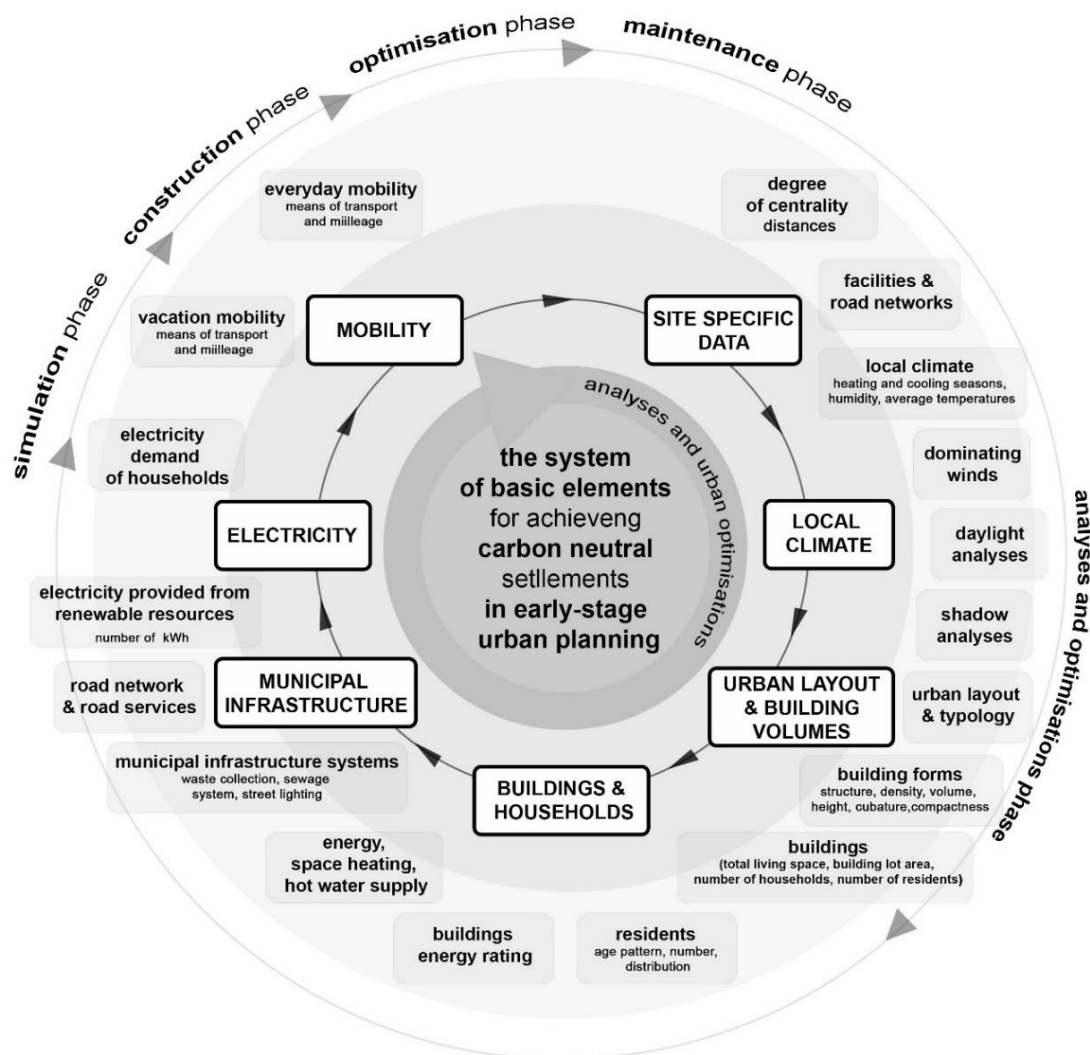 simulation phase
construction phase
optimisation phase
maintenance phase
analyses and optimisations phase
everyday mobility
means of transport
and miilleage
vacation mobility
means of transport
and miilleage
electricity
demand
of households
electricity provided from
renewable resources
number of kWh
road network
& road services
municipal infrastructure systems
waste collection, sewage
system, street lighting
energy,
space heating,
hot water supply
buildings
energy rating
residents
age pattern, number,
distribution
buildings
(total living space, building lot area,
number of households, number of residents)
building forms
structure, density, volume,
height, cubature,compactness
urban layout
& typology
shadow
analyses
daylight
analyses
dominating
winds
local climate
heating and cooling seasons,
humidity, average temperatures
facilities &
road networks
degree
of centrality
distances
MOBILITY
SITE SPECIFIC
DATA
LOCAL
CLIMATE
URBAN LAYOUT
& BUILDING
VOLUMES
BUILDINGS &
HOUSEHOLDS
MUNICIPAL
INFRASTRUCTURE
ELECTRICITY
analyses and urban optimisations
the system
of basic elements
for achieveng
carbon neutral
setllements
in early-stage
urban planning